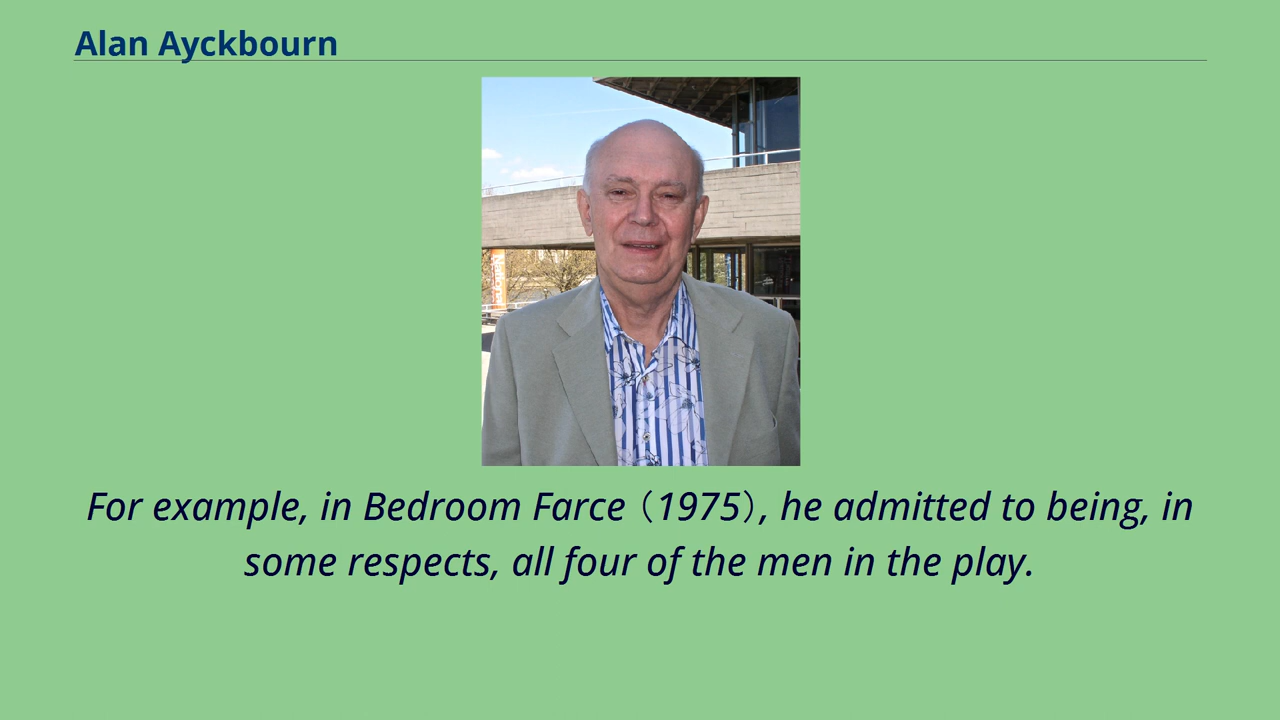 Alan Ayckbourn
For example, in Bedroom Farce（1975）, he admitted to being, in
some respects, all four of the men in the play.